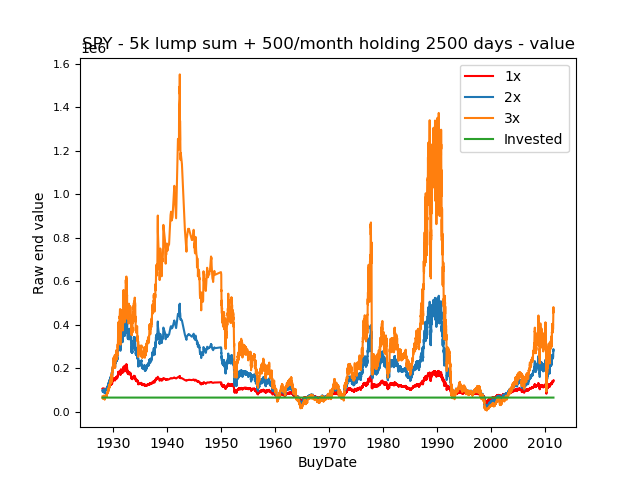 SPY - 5k lump sum + 500/month holding 2500 days - value
1e6
1.6
1.4
1.2
1.0
0.8
0.6
0.4
0.2
0.0
Raw end value
1x
2x
3x
Invested
1930 1940 1950 1960 1970 1980 1990 2000 2010
BuyDate